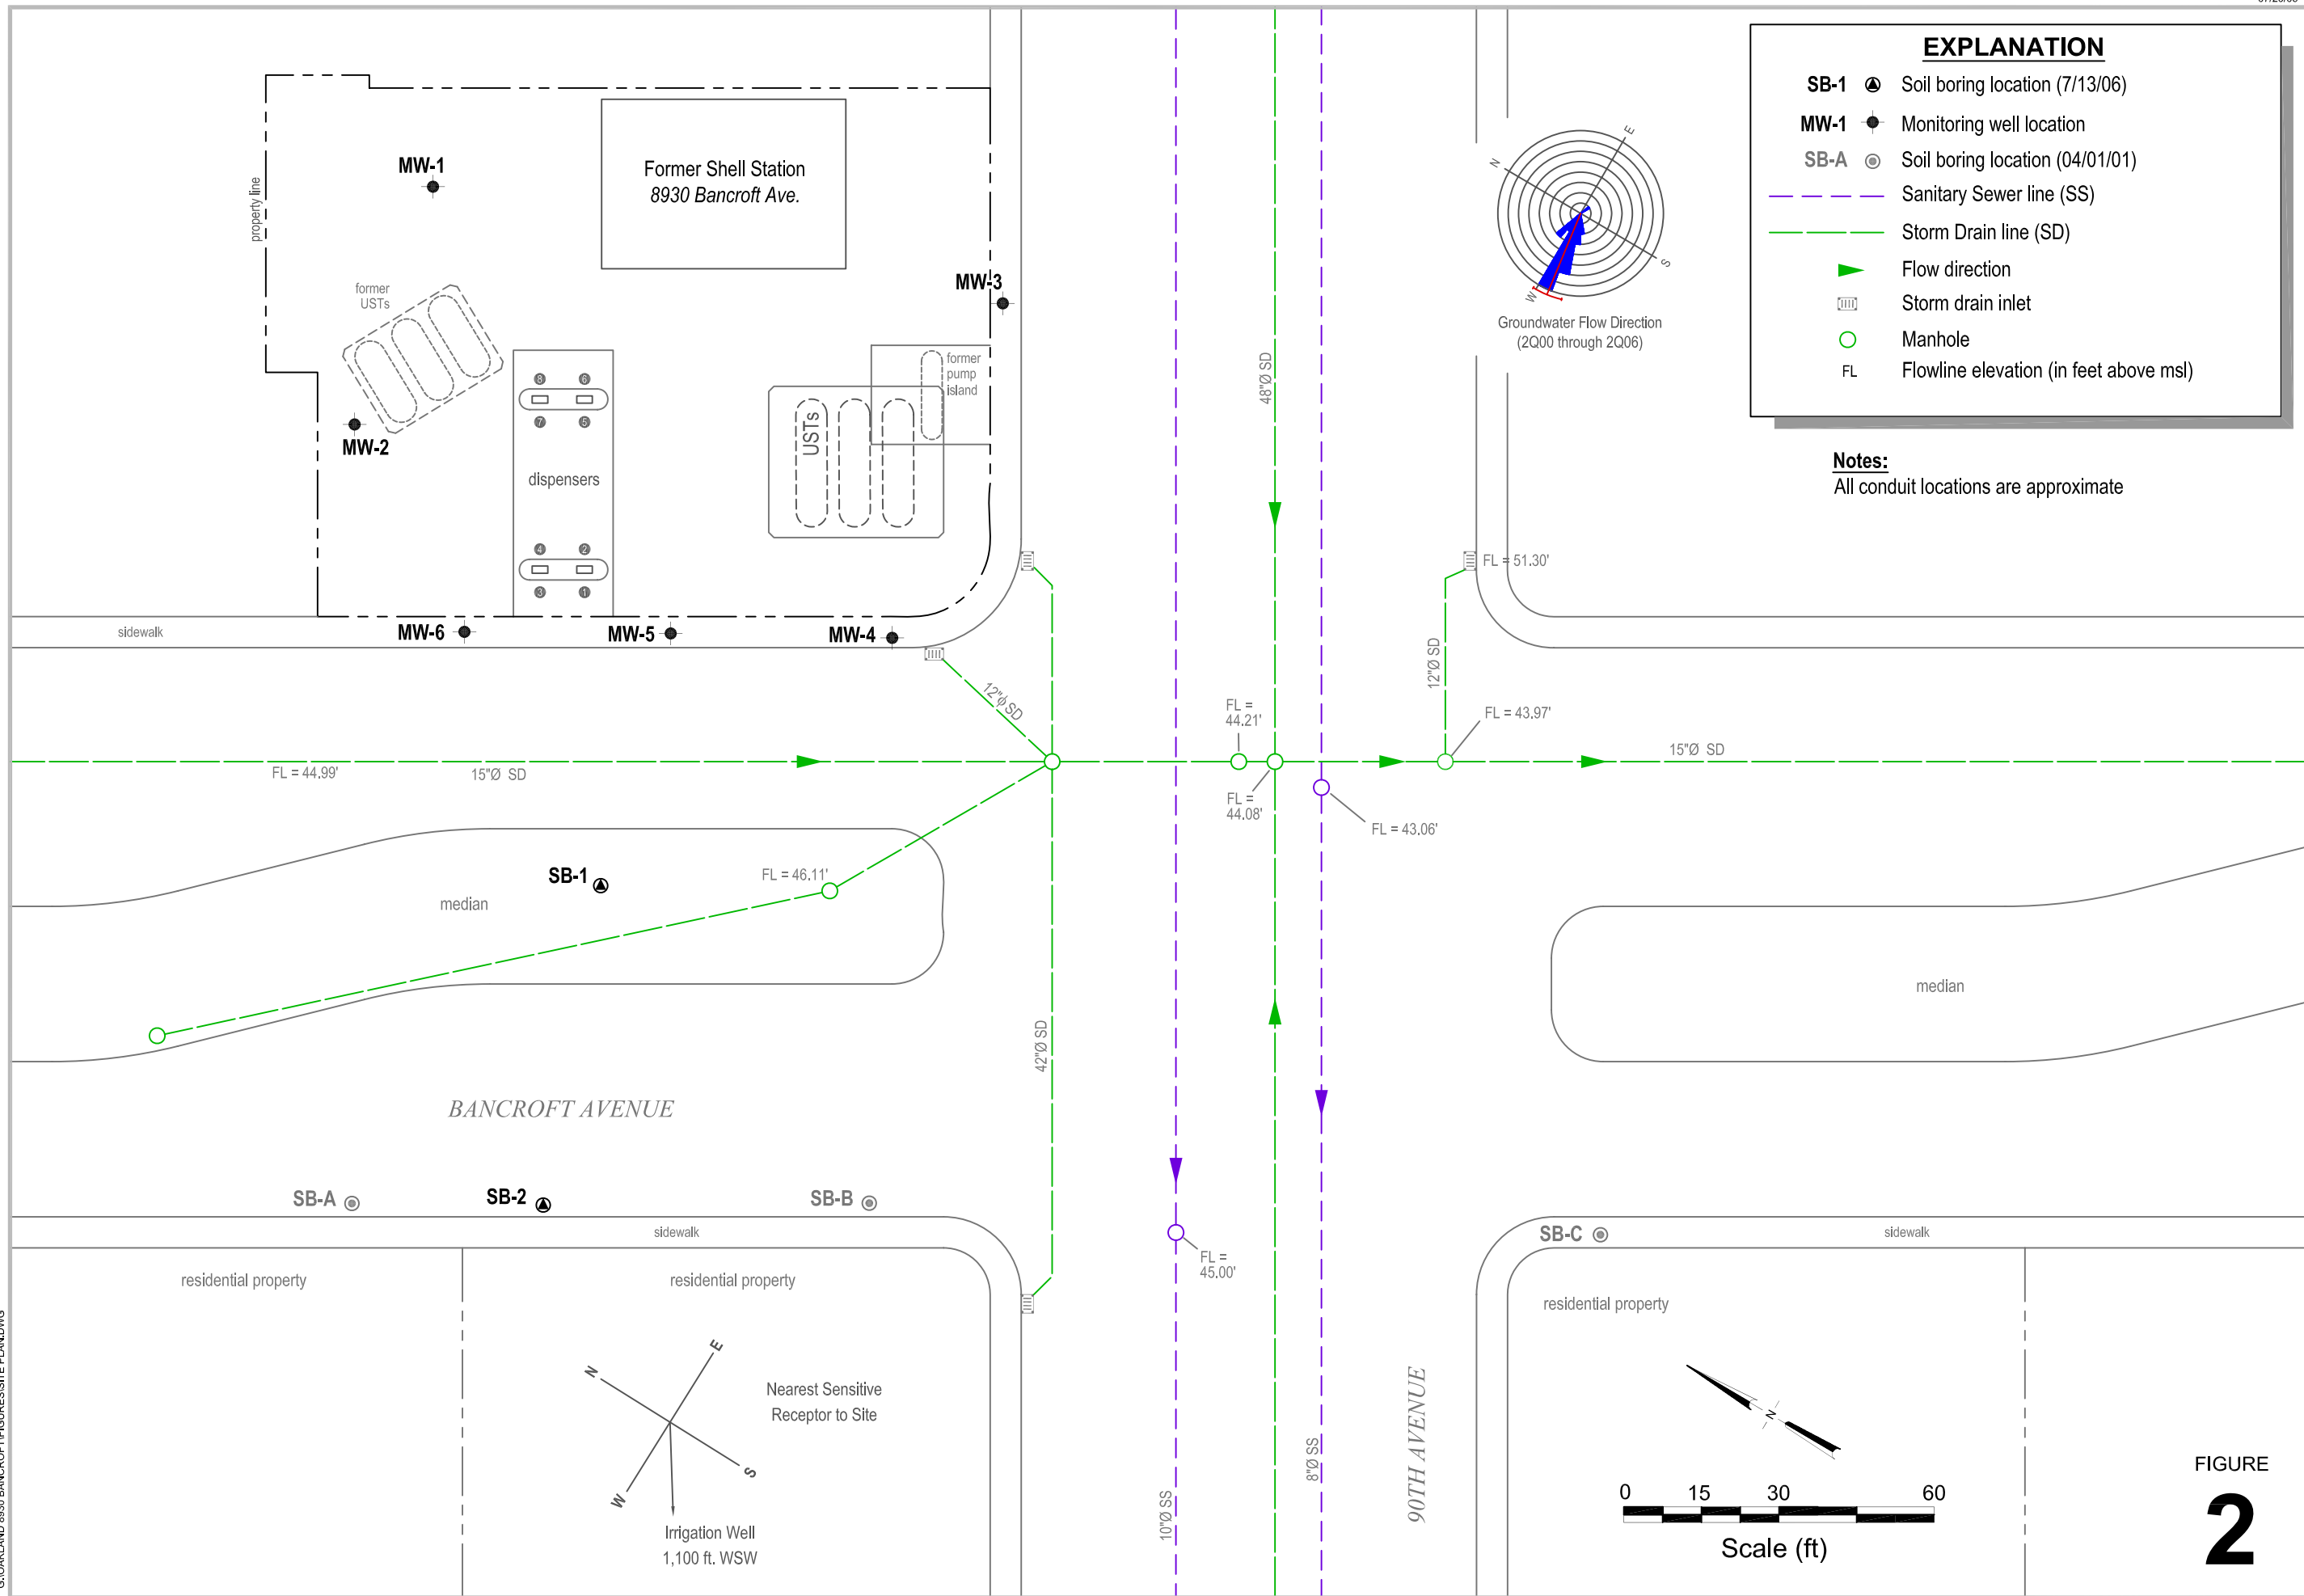 EXPLANATION
SB-1 Soil boring location (7/13/06)
MW-1 Monitoring well location
SB-A Soil boring location (04/01/01)
Sanitary Sewer line (SS)
Storm Drain line (SD)
Flow direction
Storm drain inlet
Manhole
FL Flowline elevation (in feet above msl)
Notes:
All conduit locations are approximate
property line
MW-1
Former Shell Station
8930 Bancroft Ave.
MW-3
former
USTs
MW-2
8 6
7 5
dispensers
4 2
3 1
USTs
former
pump
island
E
N
S
W
Groundwater Flow Direction
(2Q00 through 2Q06)
48"Ø SD
FL = 51.30'
sidewalk
MW-6
MW-5
MW-4
12"ϕ SD
12"Ø SD
FL =
44.21'
FL = 43.97'
15"Ø SD
FL = 44.99'
15"Ø SD
FL =
44.08'
FL = 43.06'
SB-1
FL = 46.11'
median
median
42"Ø SD
BANCROFT AVENUE
SB-A
SB-2
SB-B
sidewalk
SB-C
sidewalk
FL =
45.00'
residential property
residential property
residential property
E
N
S
W
Nearest Sensitive
Receptor to Site
Irrigation Well
1,100 ft. WSW
10"Ø SS
8"Ø SS
90TH AVENUE
N
0 15 30 60
Scale (ft)
FIGURE
2